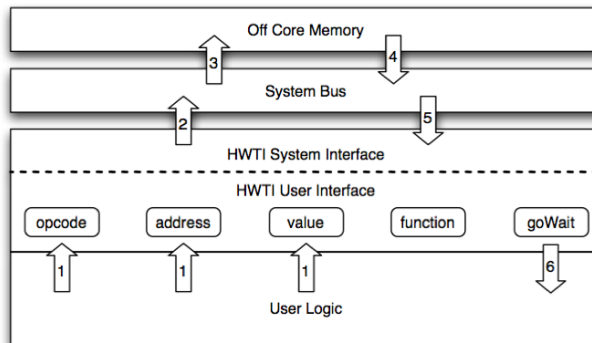 Off Core Memory
3 4
System Bus
2 5
HWTI System Interface
HWTI User Interface
opcode address value function goWait
1 1 1 6
User Logic